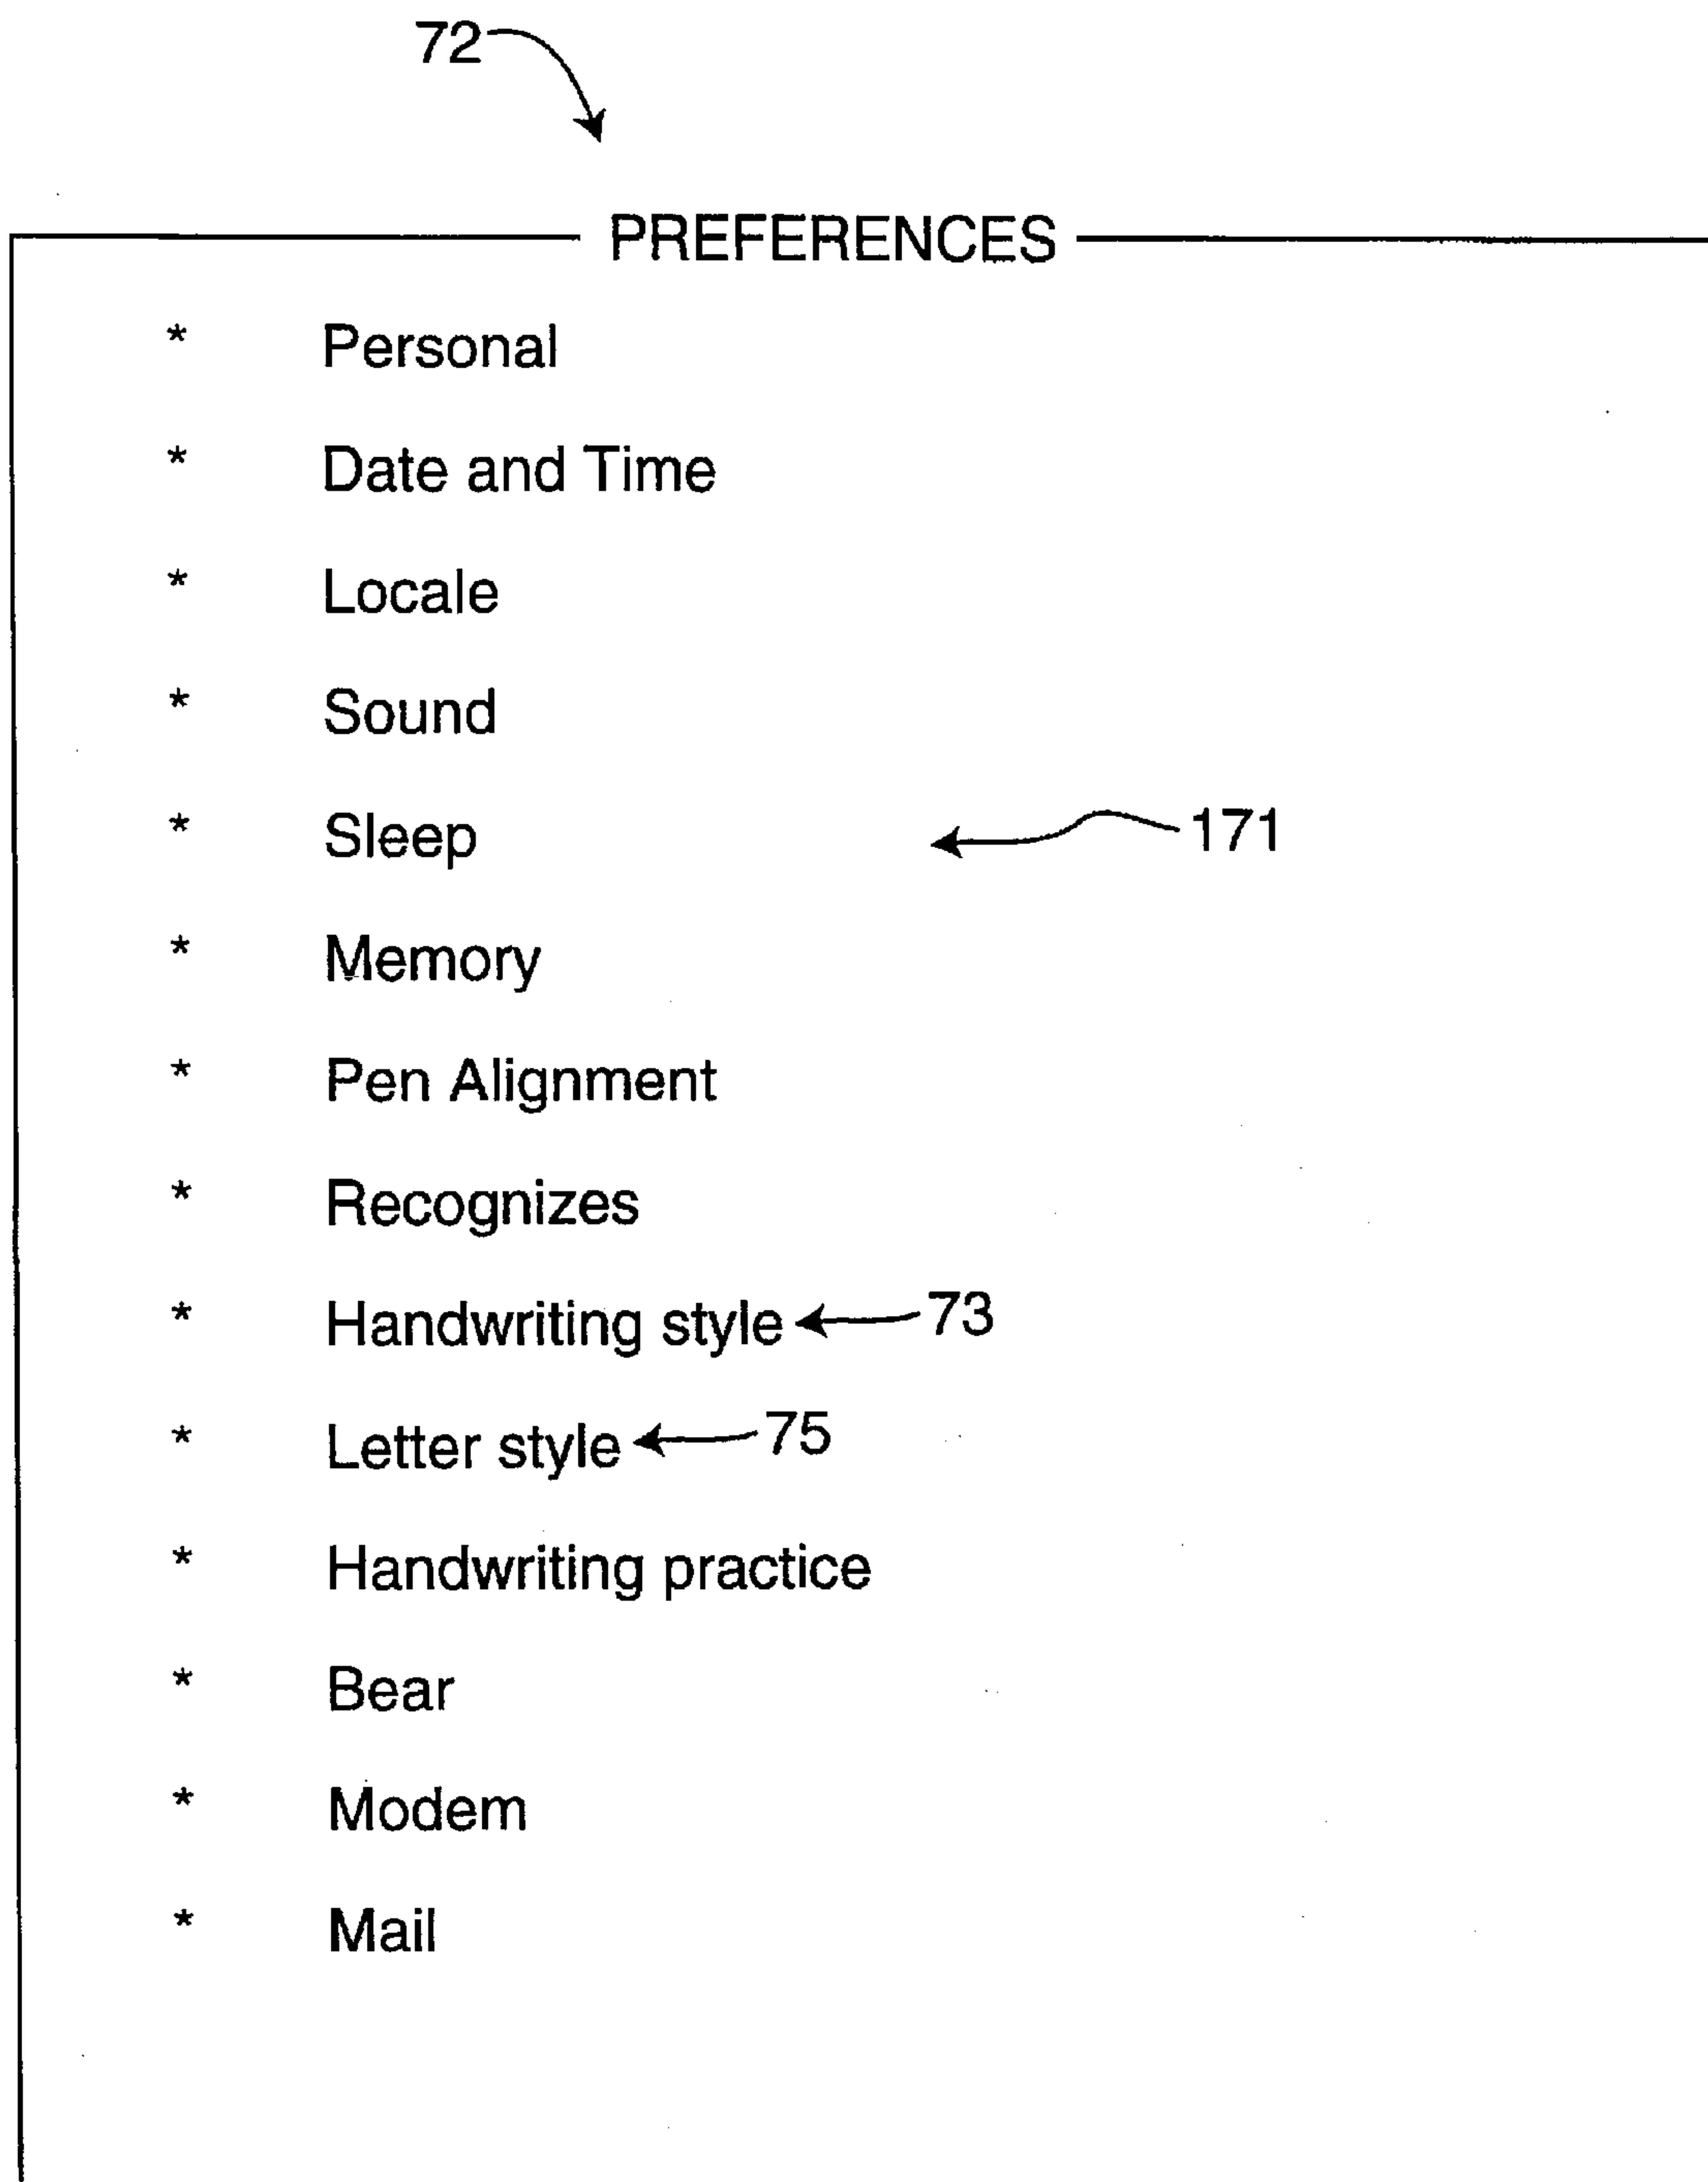 72
PREFERENCES
* Personal
* Date and Time
* Locale
* Sound
* Sleep 171
* Memory
* Pen Alignment
* Recognizes
* Handwriting style 73
* Letter style 75
* Handwriting practice
* Bear
* Modem
* Mail